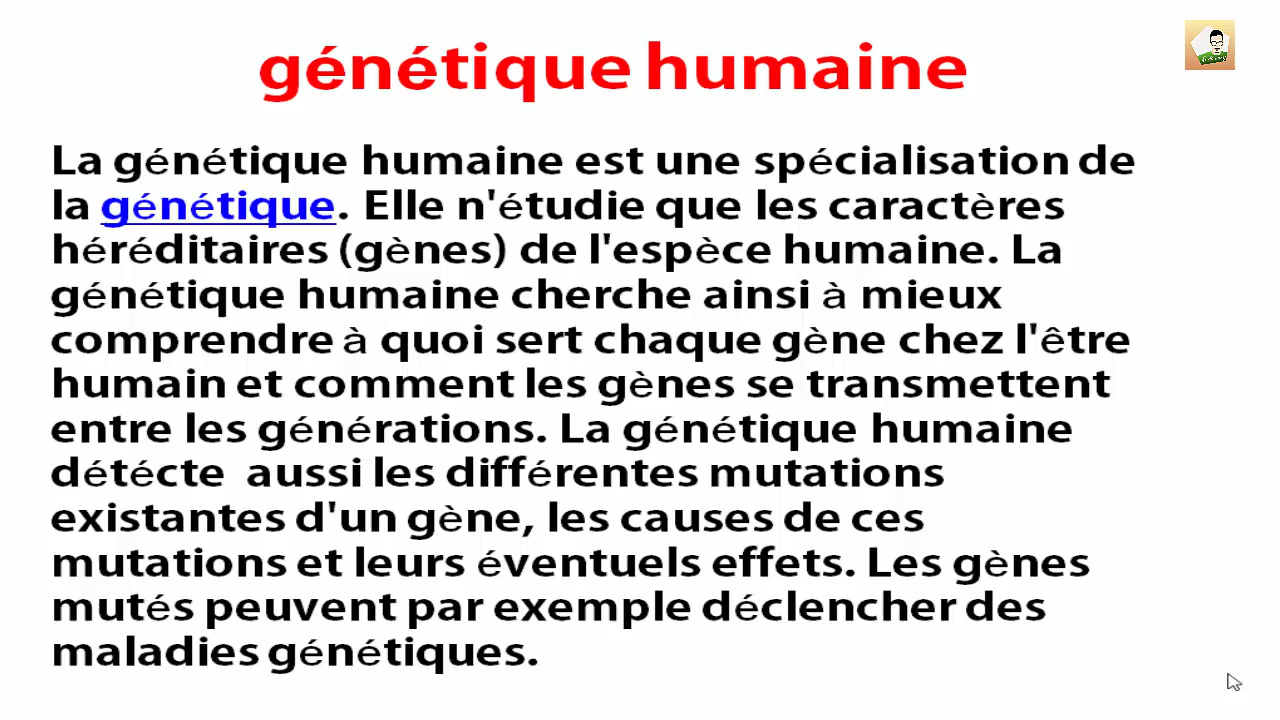 génétique humaine
La génétique humaine est une spécialisation de
la génétique. Elle n'étudie que les caractères
héréditaires (gènes) de l'espèce humaine. La
génétique humaine cherche ainsi à mieux
comprendre à quoi sert chaque gène chez l'être
humain et comment les gènes se transmettent
entre les générations. La génétique humaine
détécte  aussi les différentes mutations
existantes d'un gène, les causes de ces
mutations et leurs éventuels effets. Les gènes
mutés peuvent par exemple déclencher des
maladies génétiques.